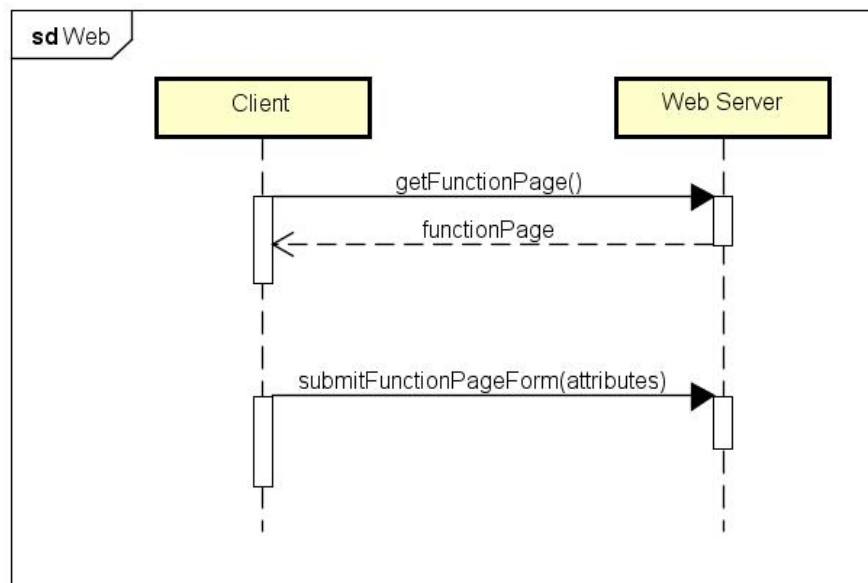 sd Web
Client
Web Server
getFunctionPage()
functionPage
submitFunctionPageForm(attributes)